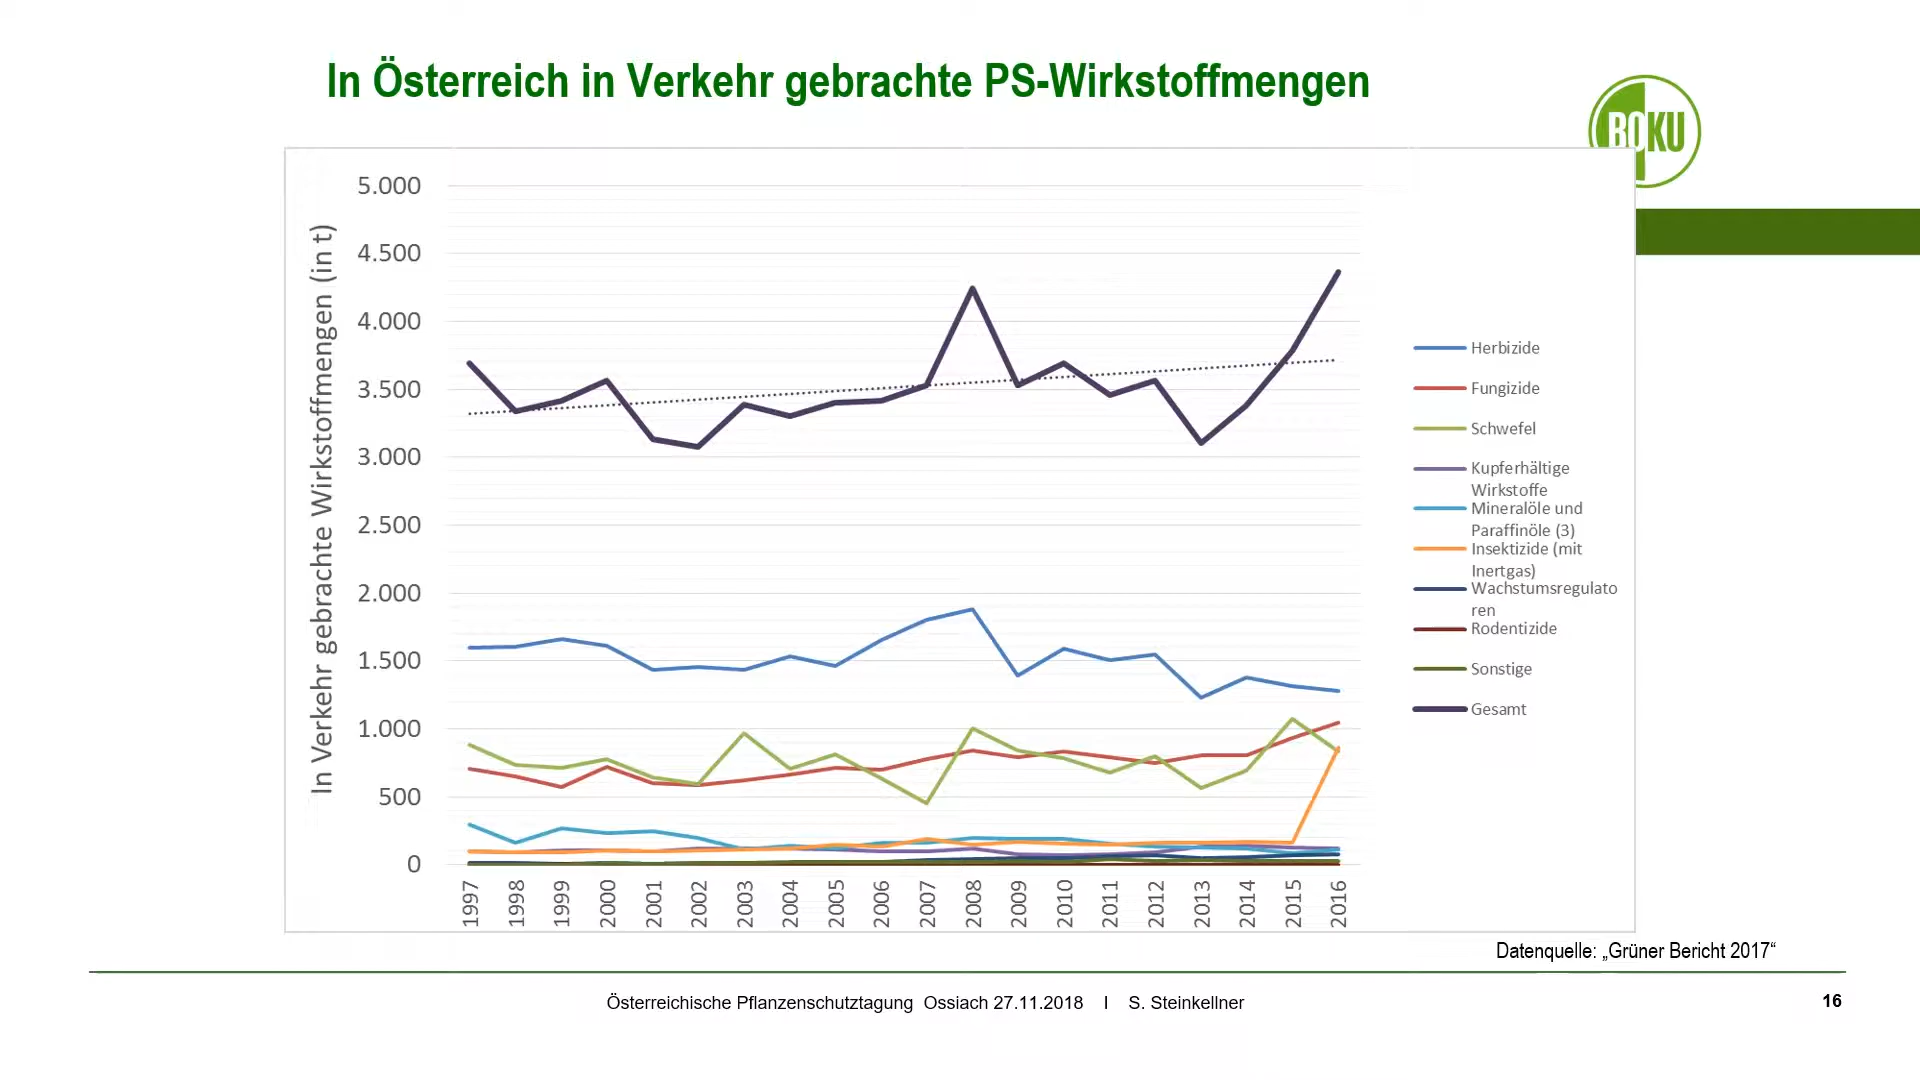 In Österreich in Verkehr gebrachte PS-Wirkstoffmengen
BOKU
In Verkehr gebrachte Wirkstoffmengen (in t)
5.000
4.500
4.000
3.500
3.000
2.500
2.000
1.500
1.000
500
0
1997
1998
1999
2000
2001
2002
2003
2004
2005
2006
2007
2008
2009
2010
2011
2012
2013
2014
2015
2016
Herbizide
Fungizide
Schwefel
Kupferhältige
Wirkstoffe
Mineralöle und
Paraffinöle (3)
Insektizide (mit
Inertgas)
Wachstumsregulato
ren
Rodentizide
Sonstige
Gesamt
Datenquelle: „Grüner Bericht 2017“
Österreichische Pflanzenschutztagung Ossiach 27.11.2018 I S. Steinkellner
16